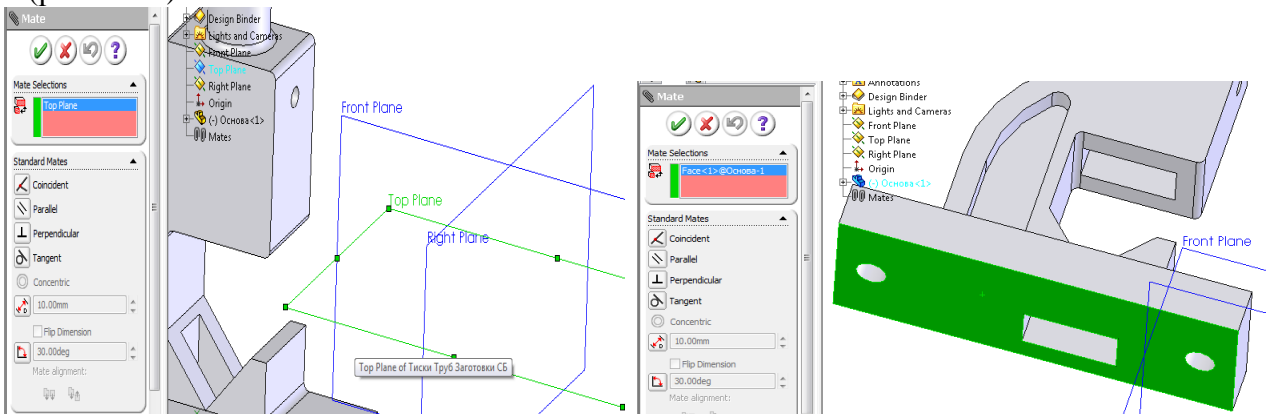 Mate
Mate Selections
Top Plane
Standard Mates
Coincident
Parallel
Perpendicular
Tangent
Concentric
10.00mm
Flip Dimension
30.00deg
Mate alignment:
Design Binder
Lights and Cameras
Front Plane
Top Plane
Right Plane
Origin
(-) Основа<1>
Mates
Front Plane
Top Plane
Right Plane
Top Plane of Тиски Труб Заготовки СБ
Mate
Mate Selections
Face<1>@Основа-1
Standard Mates
Coincident
Parallel
Perpendicular
Tangent
Concentric
10.00mm
Flip Dimension
30.00deg
Mate alignment:
Annotations
Design Binder
Lights and Cameras
Front Plane
Top Plane
Right Plane
Origin
(-) Основа<1>
Mates
Front Plane